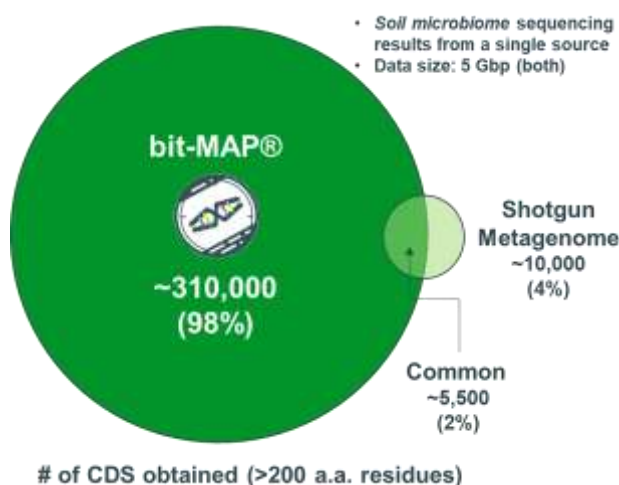 • Soil microbiome sequencing
results from a single source
• Data size: 5 Gbp (both)
bit-MAP®
~310,000
(98%)
Shotgun
Metagenome
~10,000
(4%)
Common
~5,500
(2%)
# of CDS obtained (>200 a.a. residues)